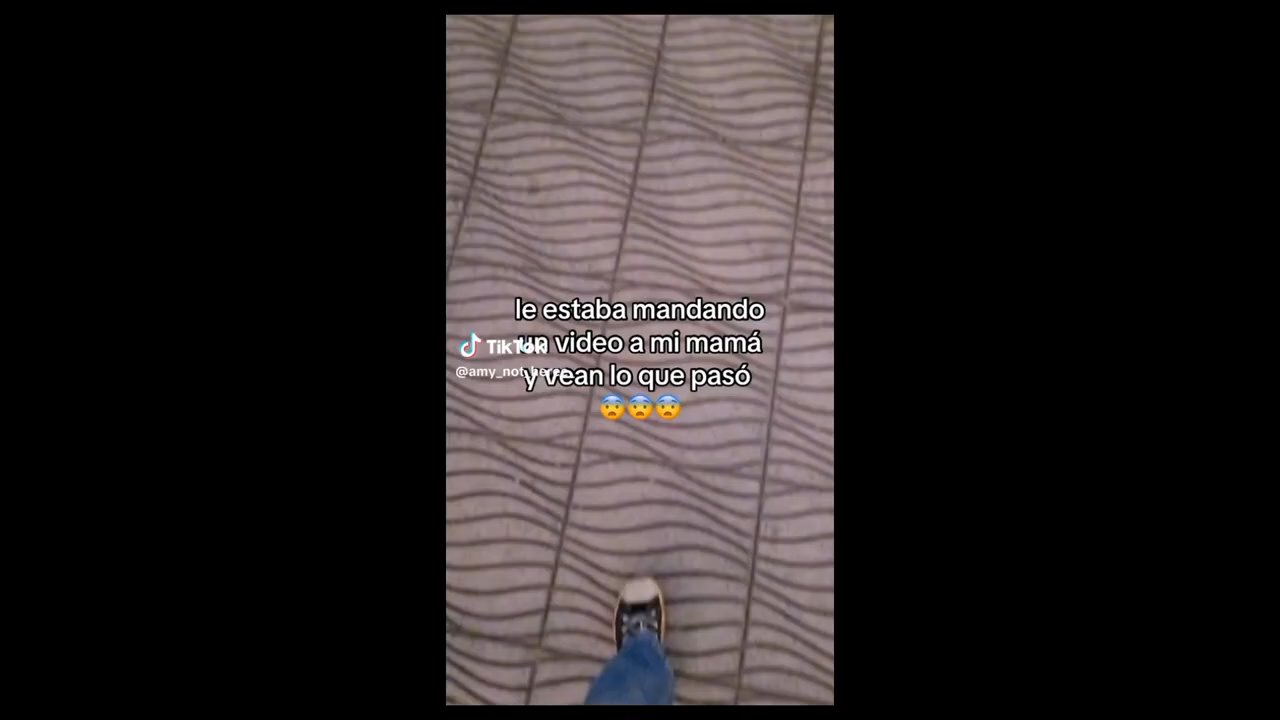 le estaba mandando
un video a mi mamá
y vean lo que pasó
😨😨😨
TikTok